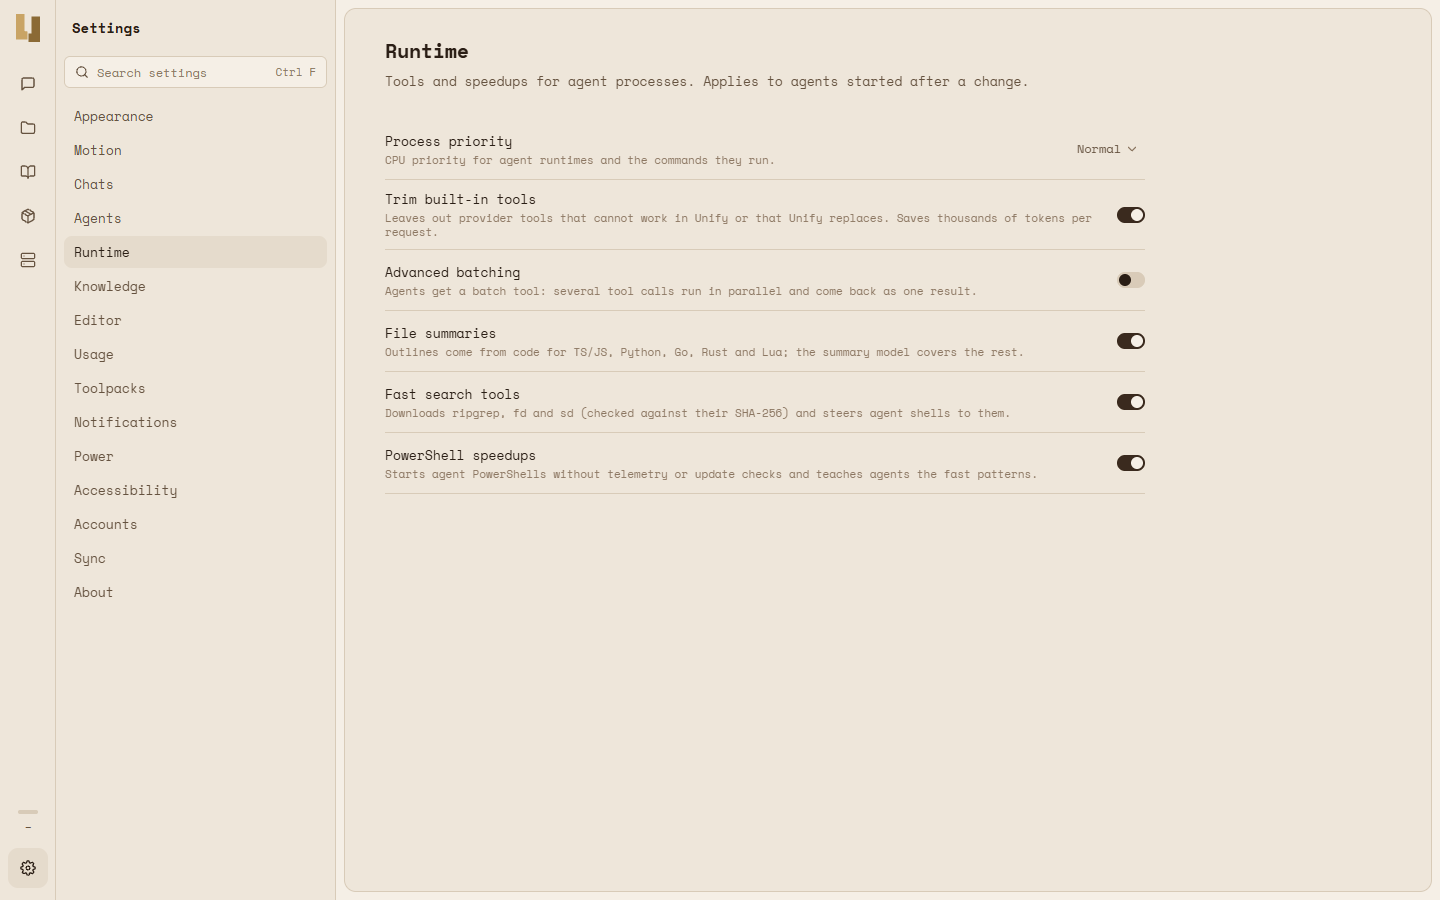 Settings
Search settings
Ctrl F
Appearance
Motion
Chats
Agents
Runtime
Knowledge
Editor
Usage
Toolpacks
Notifications
Power
Accessibility
Accounts
Sync
About
–
Runtime
Tools and speedups for agent processes. Applies to agents started after a change.
Process priority
CPU priority for agent runtimes and the commands they run.
Normal
Trim built-in tools
Leaves out provider tools that cannot work in Unify or that Unify replaces. Saves thousands of tokens per
request.
Advanced batching
Agents get a batch tool: several tool calls run in parallel and come back as one result.
File summaries
Outlines come from code for TS/JS, Python, Go, Rust and Lua; the summary model covers the rest.
Fast search tools
Downloads ripgrep, fd and sd (checked against their SHA-256) and steers agent shells to them.
PowerShell speedups
Starts agent PowerShells without telemetry or update checks and teaches agents the fast patterns.